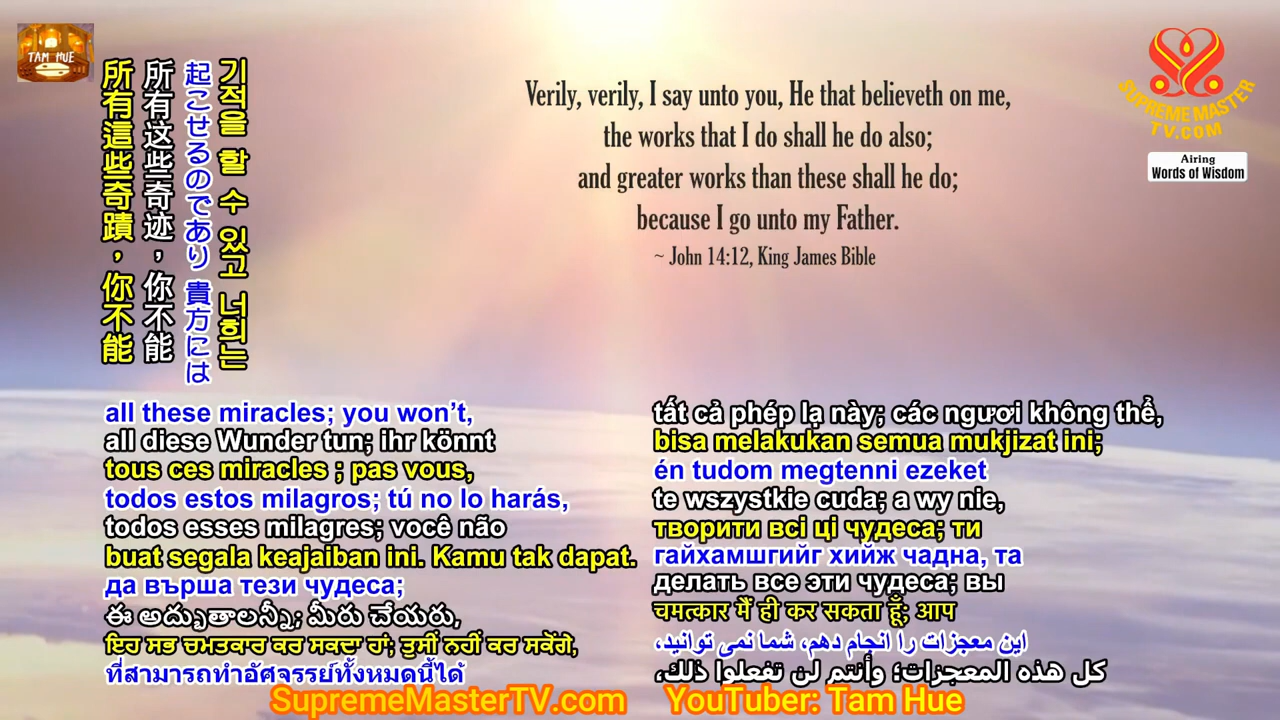 TAM HUE
所有這些奇蹟，你不能
所有这些奇迹，你不能
起こせるのであり 貴方には
기적을 할 수 있고 너희는
Verily, verily, I say unto you, He that believeth on me,
the works that I do shall he do also;
and greater works than these shall he do;
because I go unto my Father.
~ John 14:12, King James Bible
SUPREME MASTER
TV.COM
Airing
Words of Wisdom
all these miracles; you won’t,
all diese Wunder tun; ihr könnt
tous ces miracles ; pas vous,
todos estos milagros; tú no lo harás,
todos esses milagres; você não
buat segala keajaiban ini. Kamu tak dapat.
да върша тези чудеса;
ఈ అద్భుతాలన్నీ; మీరు చేయరు,
ਇਹ ਸਭ ਚਮਤਕਾਰ ਕਰ ਸਕਦਾ ਹਾਂ; ਤੁਸੀਂ ਨਹੀਂ ਕਰ ਸਕੋਗੇ,
ที่สามารถทำอัศจรรย์ทั้งหมดนี้ได้
tất cả phép lạ này; các ngươi không thể,
bisa melakukan semua mukjizat ini;
én tudom megtenni ezeket
te wszystkie cuda; a wy nie,
творити всі ці чудеса; ти
гайхамшгийг хийж чадна, та
делать все эти чудеса; вы
चमत्कार मैं ही कर सकता हूँ; आप
این معجزات را انجام دهم، شما نمی توانید،
كل هذه المعجزات؛ وأنتم لن تفعلوا ذلك،
SupremeMasterTV.com
YouTuber: Tam Hue